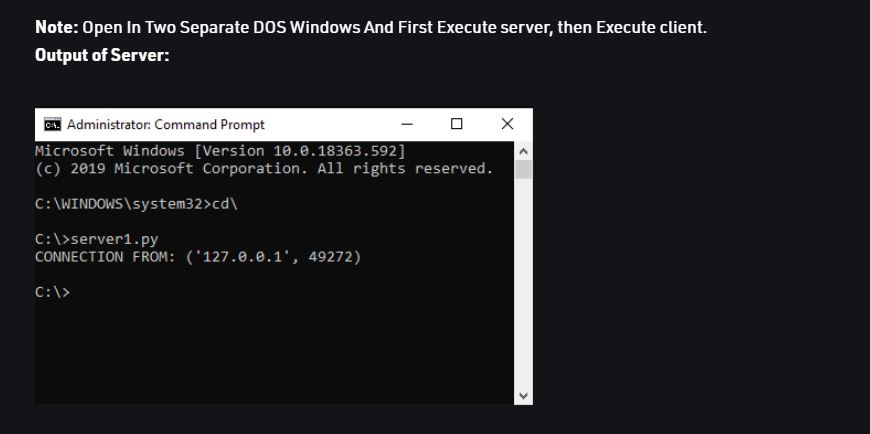 Note: Open In Two Separate DOS Windows And First Execute server, then Execute client.
Output of Server:
Administrator: Command Prompt
Microsoft Windows [Version 10.0.18363.592]
(c) 2019 Microsoft Corporation. All rights reserved.
C:\WINDOWS\system32>cd\
C:\>server1.py
CONNECTION FROM: ('127.0.0.1', 49272)
C:\>